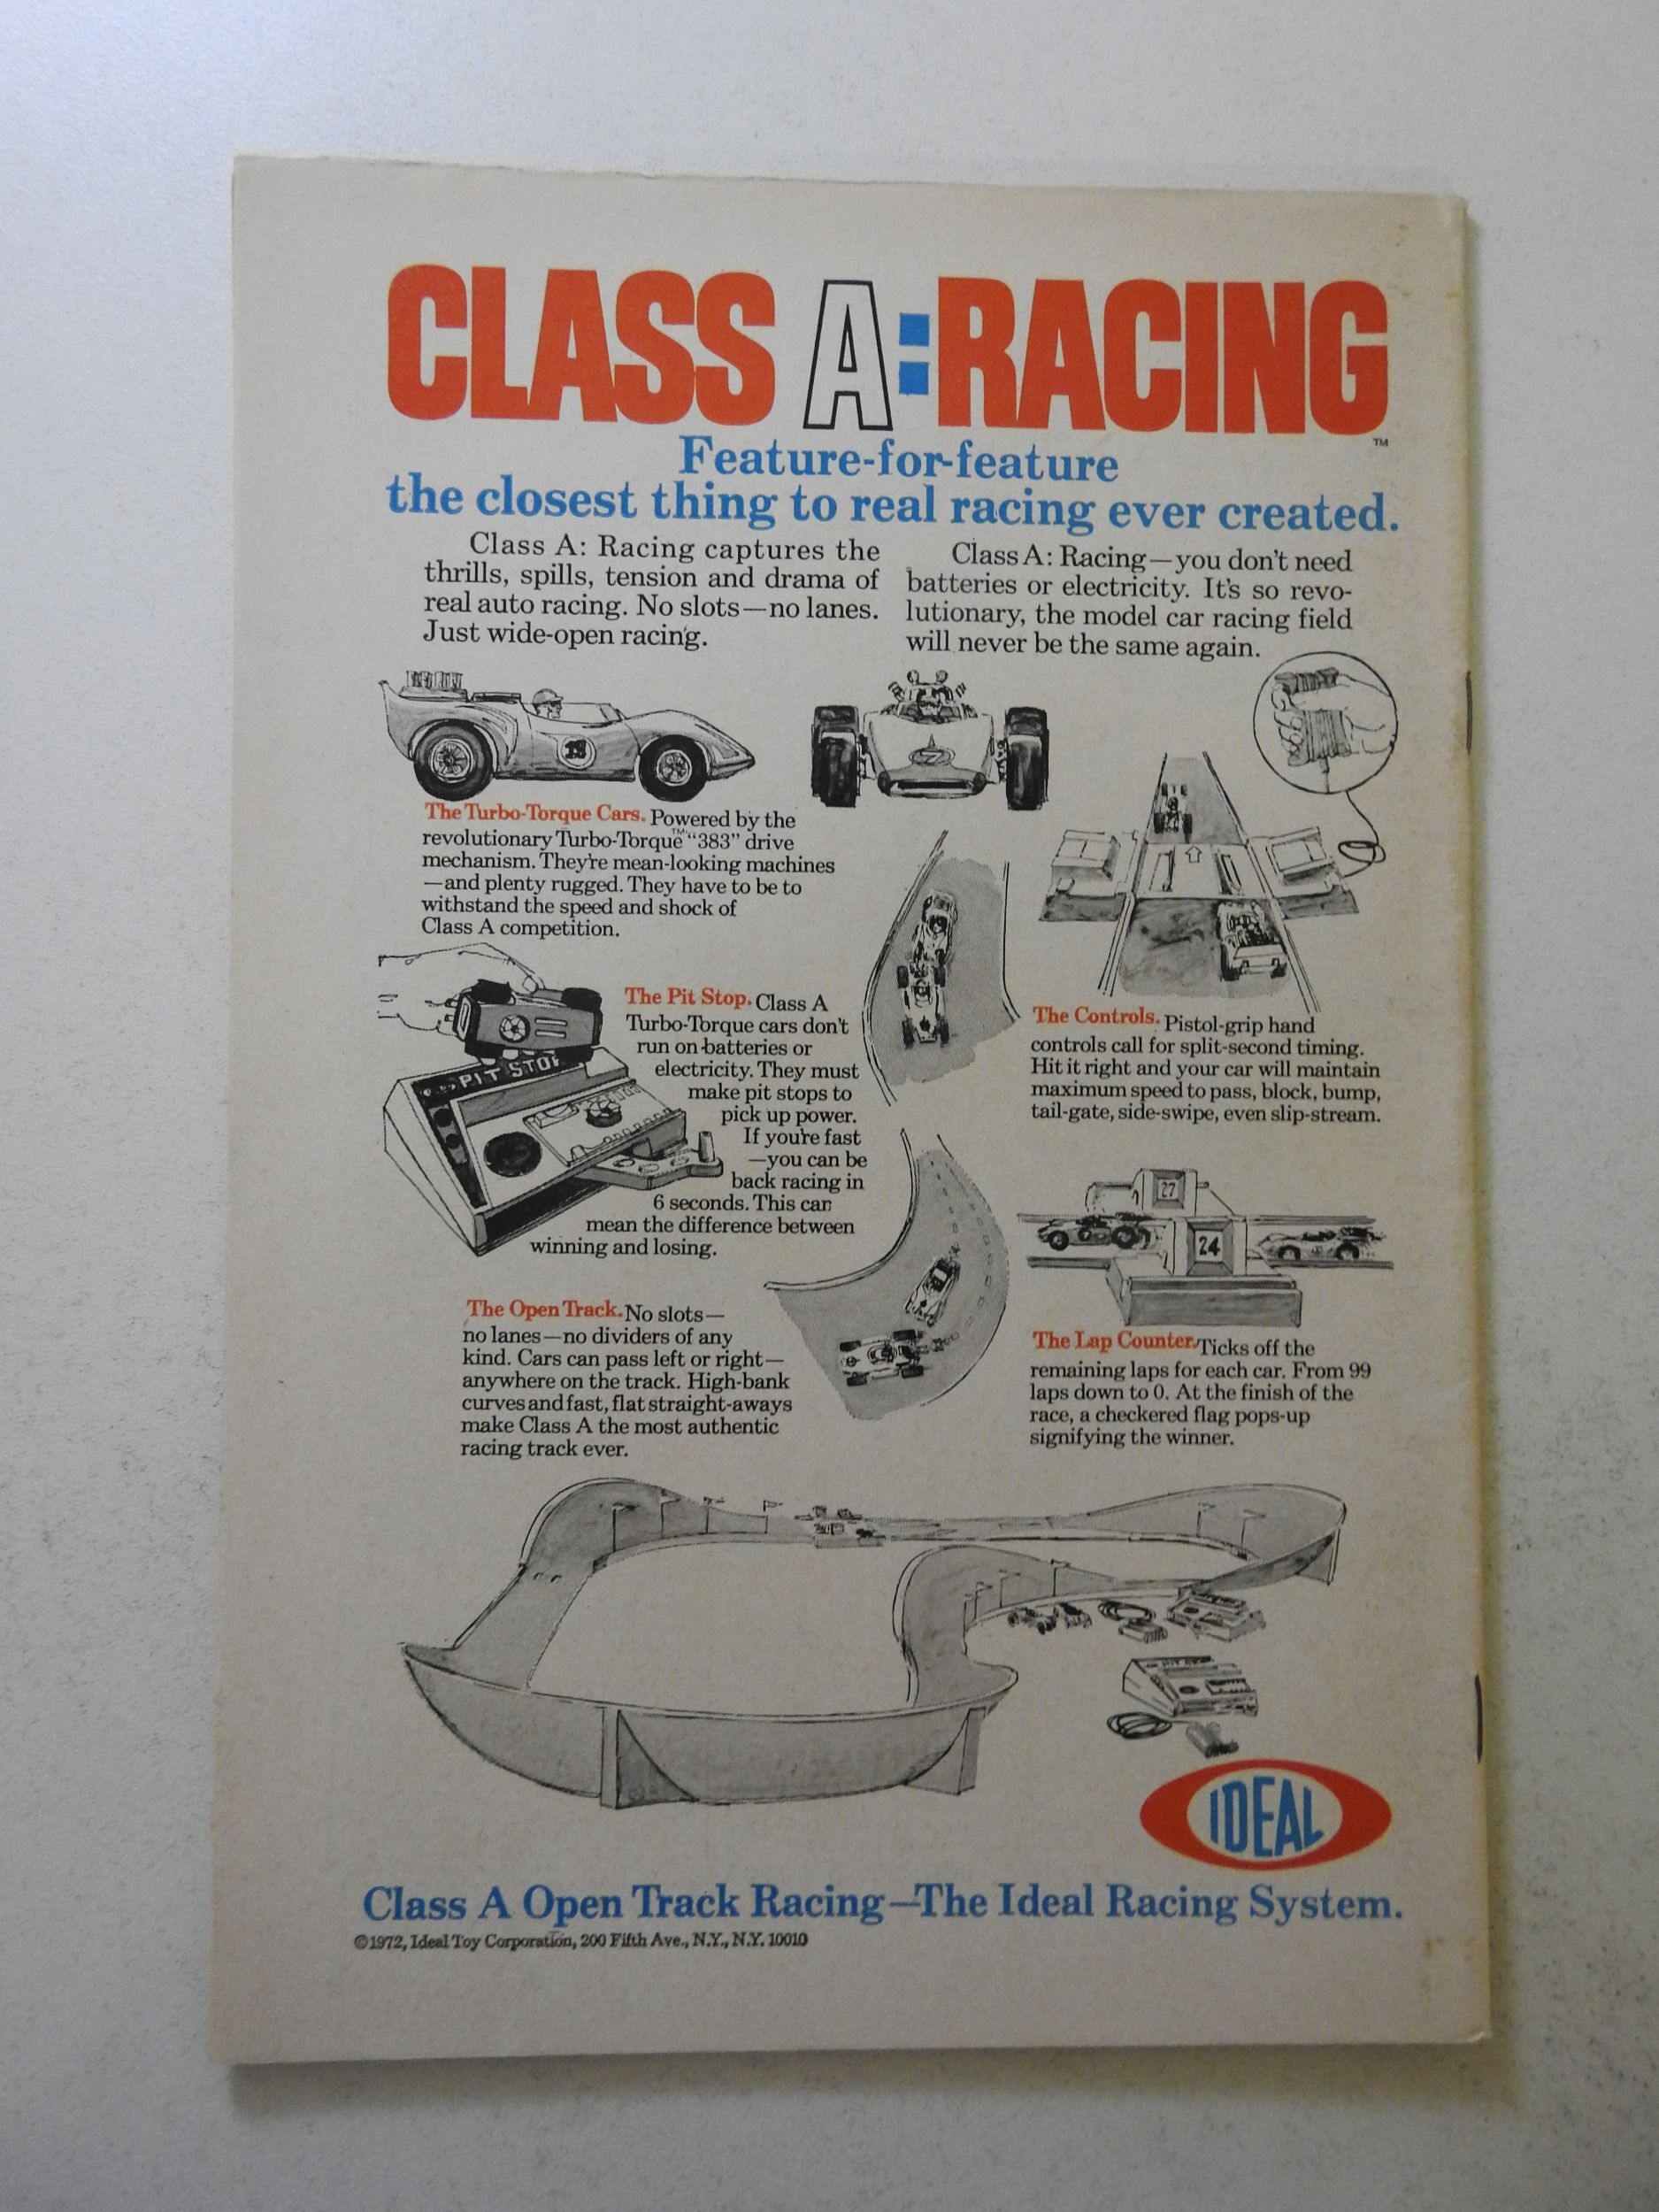 CLASS A:RACING
TM
Feature-for-feature
the closest thing to real racing ever created.
Class A: Racing captures the
thrills, spills, tension and drama of
real auto racing. No slots—no lanes.
Just wide-open racing.
Class A: Racing—you don't need
batteries or electricity. It's so revo-
lutionary, the model car racing field
will never be the same again.
The Turbo-Torque Cars. Powered by the
revolutionary Turbo-Torque™ “383” drive
mechanism. They're mean-looking machines
—and plenty rugged. They have to be to
withstand the speed and shock of
Class A competition.
PIT STOP
The Pit Stop. Class A
Turbo-Torque cars don't
run on batteries or
electricity. They must
make pit stops to
pick up power.
If you're fast
—you can be
back racing in
6 seconds. This can
mean the difference between
winning and losing.
The Controls. Pistol-grip hand
controls call for split-second timing.
Hit it right and your car will maintain
maximum speed to pass, block, bump,
tail-gate, side-swipe, even slip-stream.
27
24
The Open Track. No slots—
no lanes—no dividers of any
kind. Cars can pass left or right—
anywhere on the track. High-bank
curves and fast, flat straight-aways
make Class A the most authentic
racing track ever.
The Lap Counter. Ticks off the
remaining laps for each car. From 99
laps down to 0. At the finish of the
race, a checkered flag pops-up
signifying the winner.
IDEAL
Class A Open Track Racing—The Ideal Racing System.
©1972, Ideal Toy Corporation, 200 Fifth Ave., N.Y., N.Y. 10010